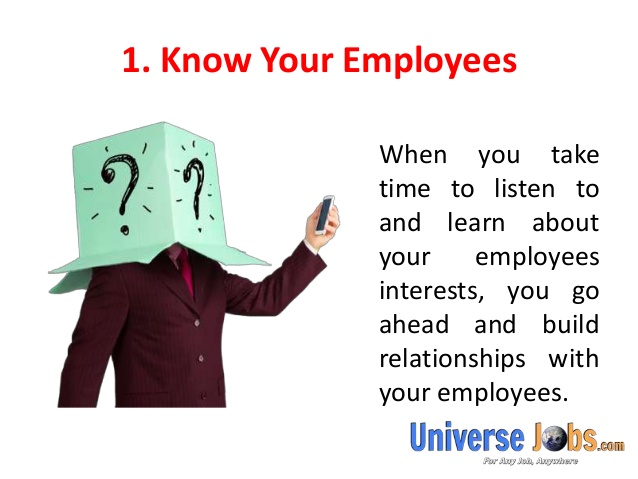 1. Know Your Employees
? ?
When you take
time to listen to
and learn about
your employees
interests, you go
ahead and build
relationships with
your employees.
Universe Jobs.com
For Any Job, Anywhere